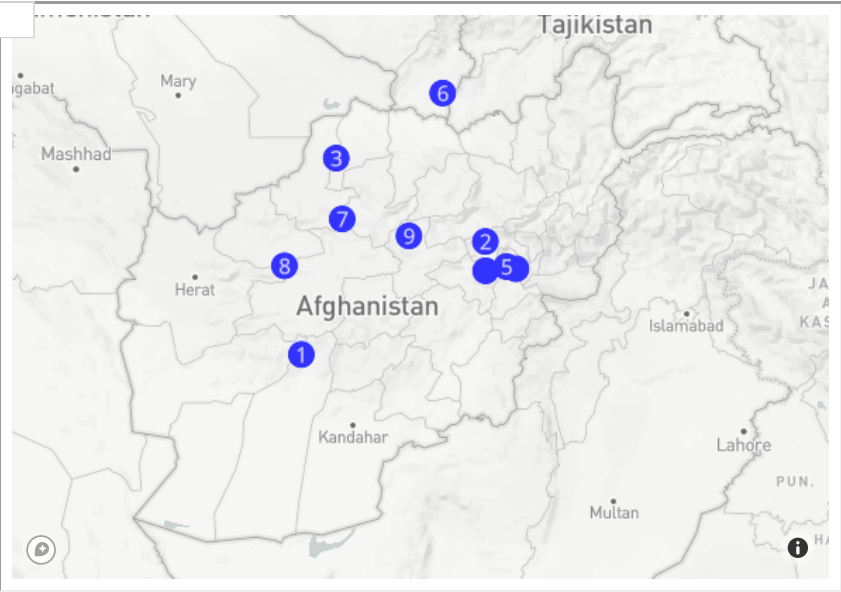 Tajikistan
Mary
6
Mashhad
3
7
9
2
8
5
Herat
Afghanistan
Islamabad
1
Kandahar
Lahore
PUN.
Multan
i